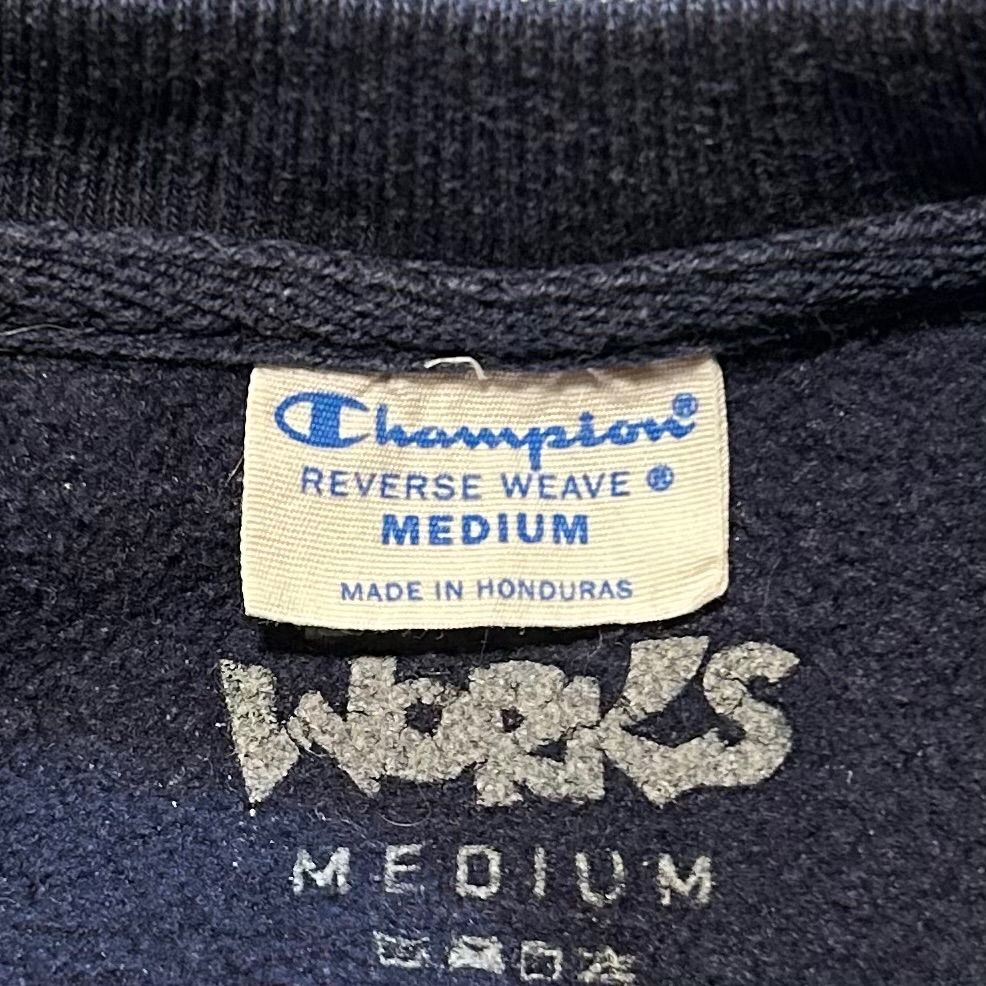 Champion®
REVERSE WEAVE ®
MEDIUM
MADE IN HONDURAS
WORKS
MEDIUM